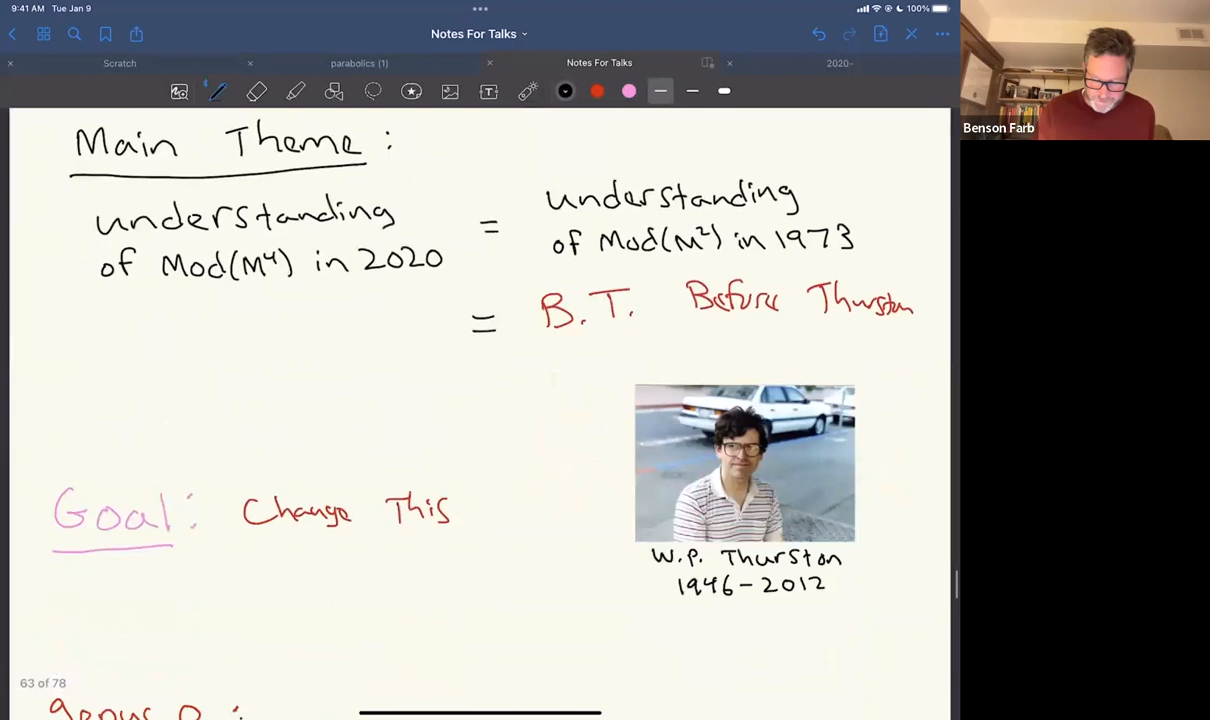 9:41 AM Tue Jan 9
100%
Notes For Talks
Scratch
parabolics (1)
Notes For Talks
2020-
Benson Farb
Main Theme:
understanding of Mod(M⁴) in 2020 = understanding of Mod(M²) in 1973
= B.T. Before Thurston
Goal: Change This
W.P. Thurston
1946-2012
63 of 78
genus